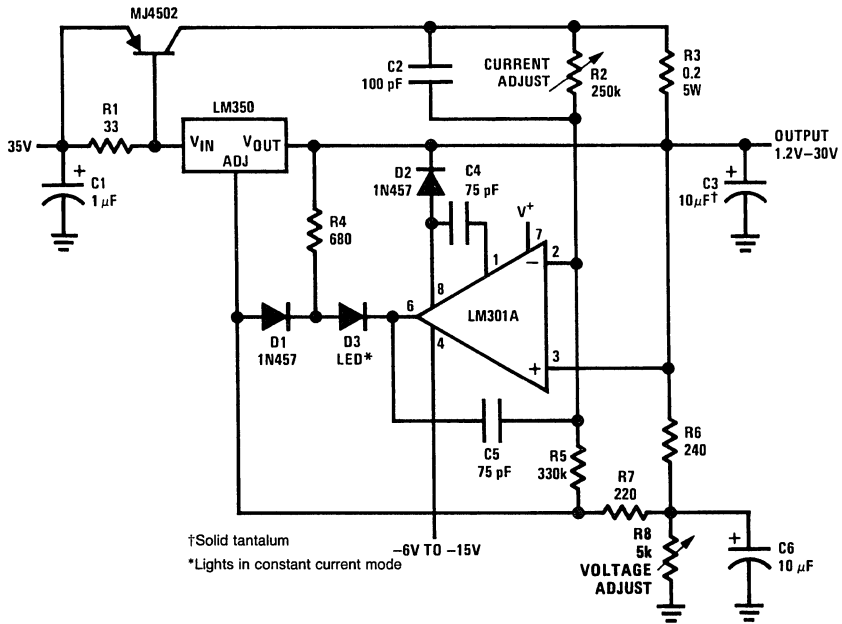 MJ4502
C2
100 pF
CURRENT
ADJUST
R2
250k
R3
0.2
5W
R1
33
LM350
35V
VIN
VOUT
ADJ
OUTPUT
1.2V–30V
C1
1 μF
D2
1N457
C4
75 pF
V+
7
C3
10μF†
R4
680
1
2
–
8
6
LM301A
D1
1N457
D3
LED*
4
+
3
C5
75 pF
R5
330k
R6
240
R7
220
†Solid tantalum
*Lights in constant current mode
–6V TO –15V
R8
5k
VOLTAGE
ADJUST
+
C6
10 μF
+
+